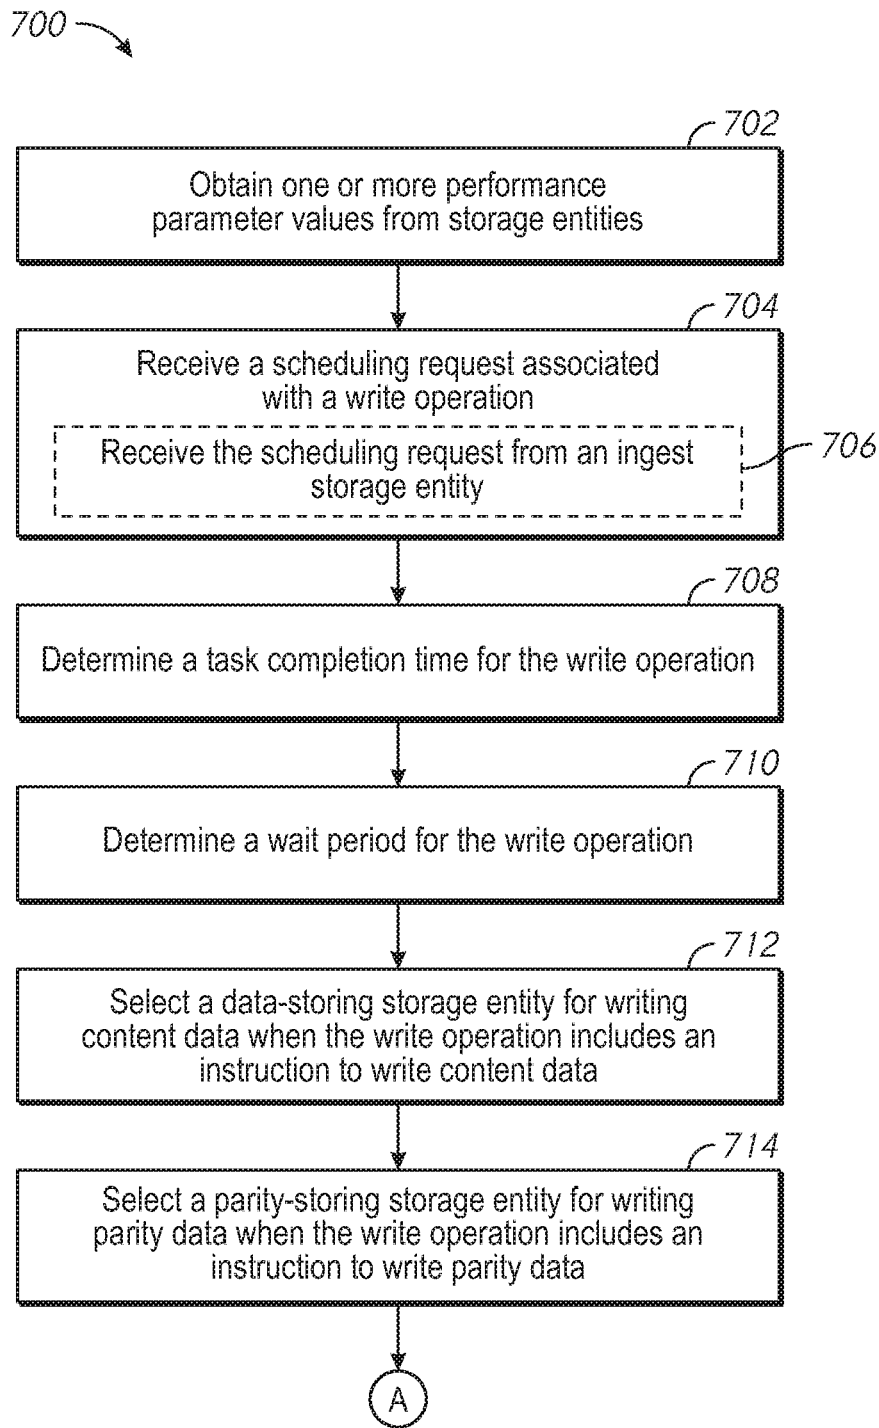 700
702
Obtain one or more performance
parameter values from storage entities
704
Receive a scheduling request associated
with a write operation
Receive the scheduling request from an ingest
storage entity
706
708
Determine a task completion time for the write operation
710
Determine a wait period for the write operation
712
Select a data-storing storage entity for writing
content data when the write operation includes an
instruction to write content data
714
Select a parity-storing storage entity for writing
parity data when the write operation includes an
instruction to write parity data
A